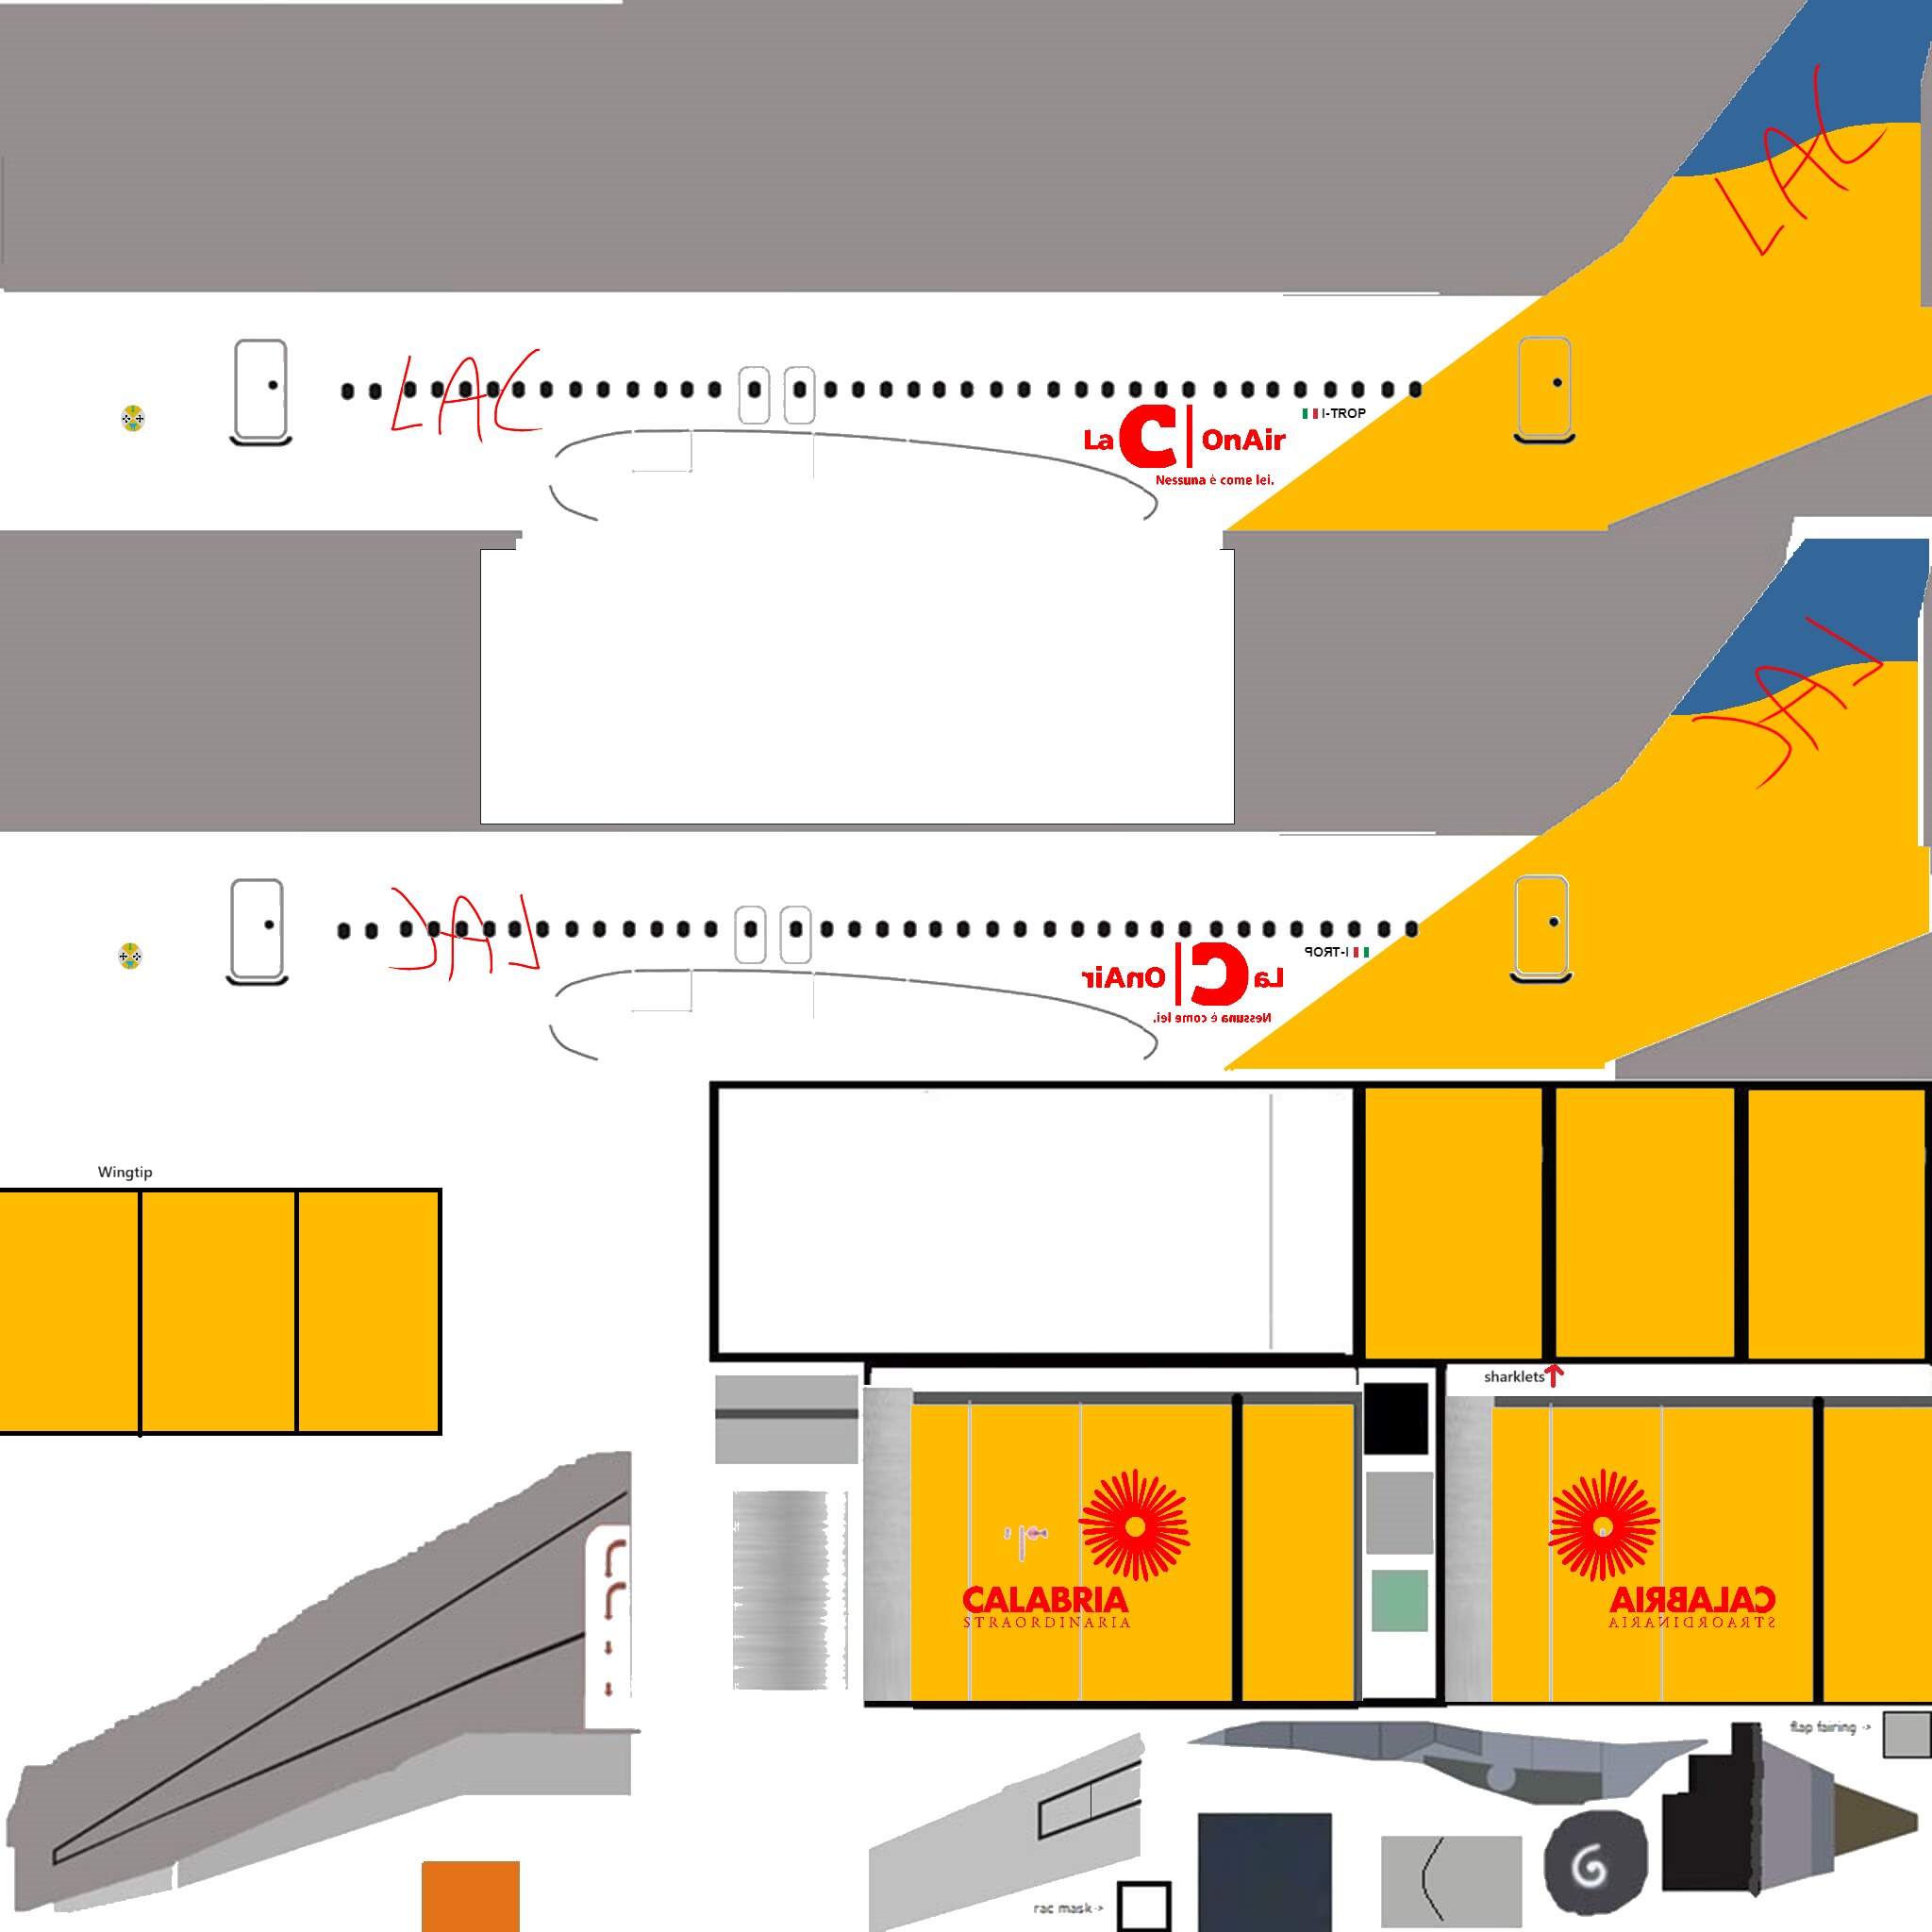 LAC
LAC
I-TROP
La C OnAir
Nessuna è come lei.
LAC
LAC
I-TROP
La C OnAir
Nessuna è come lei.
Wingtip
sharklets
CALABRIA
STRAORDINARIA
CALABRIA
STRAORDINARIA
flap fairing ->
rac mask ->